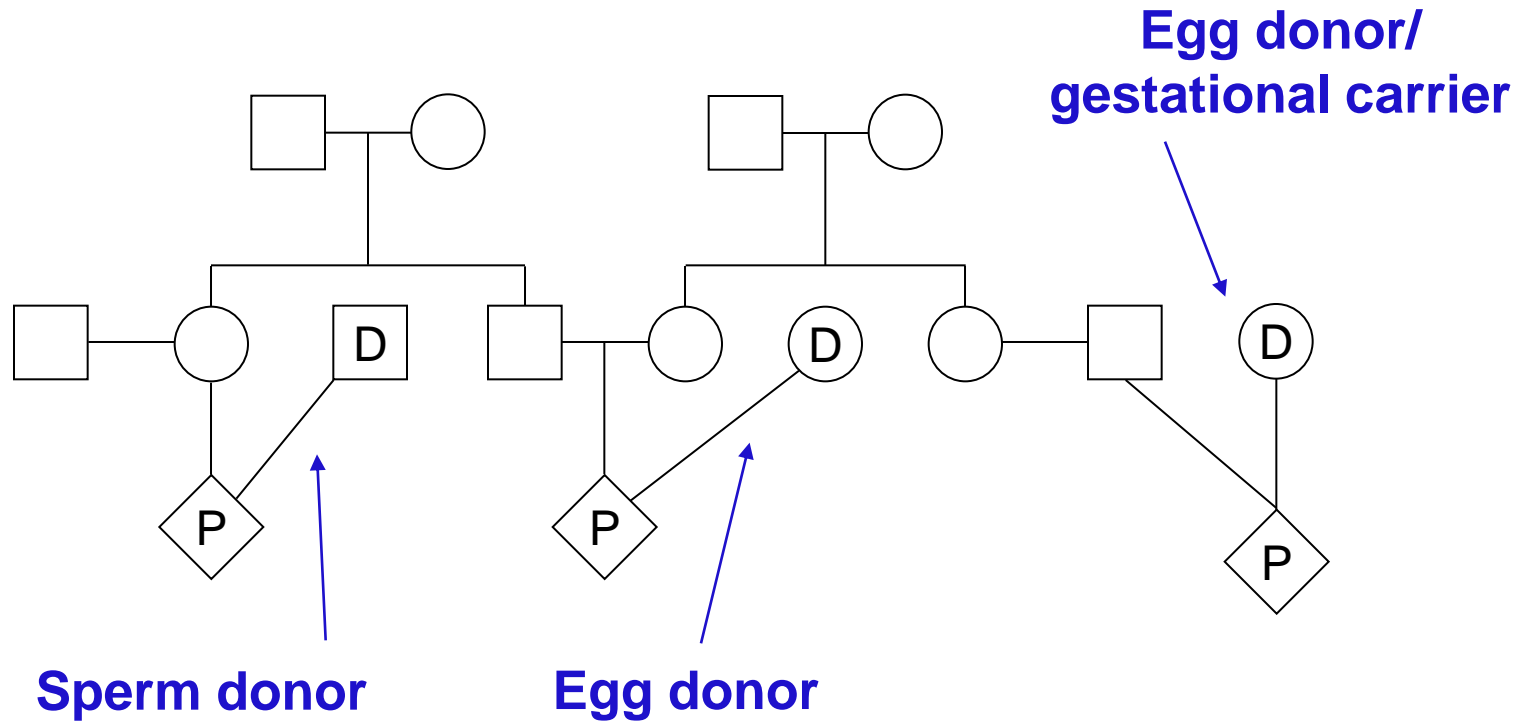 Egg donor/
gestational carrier
D
D
D
P
P
P
Sperm donor
Egg donor